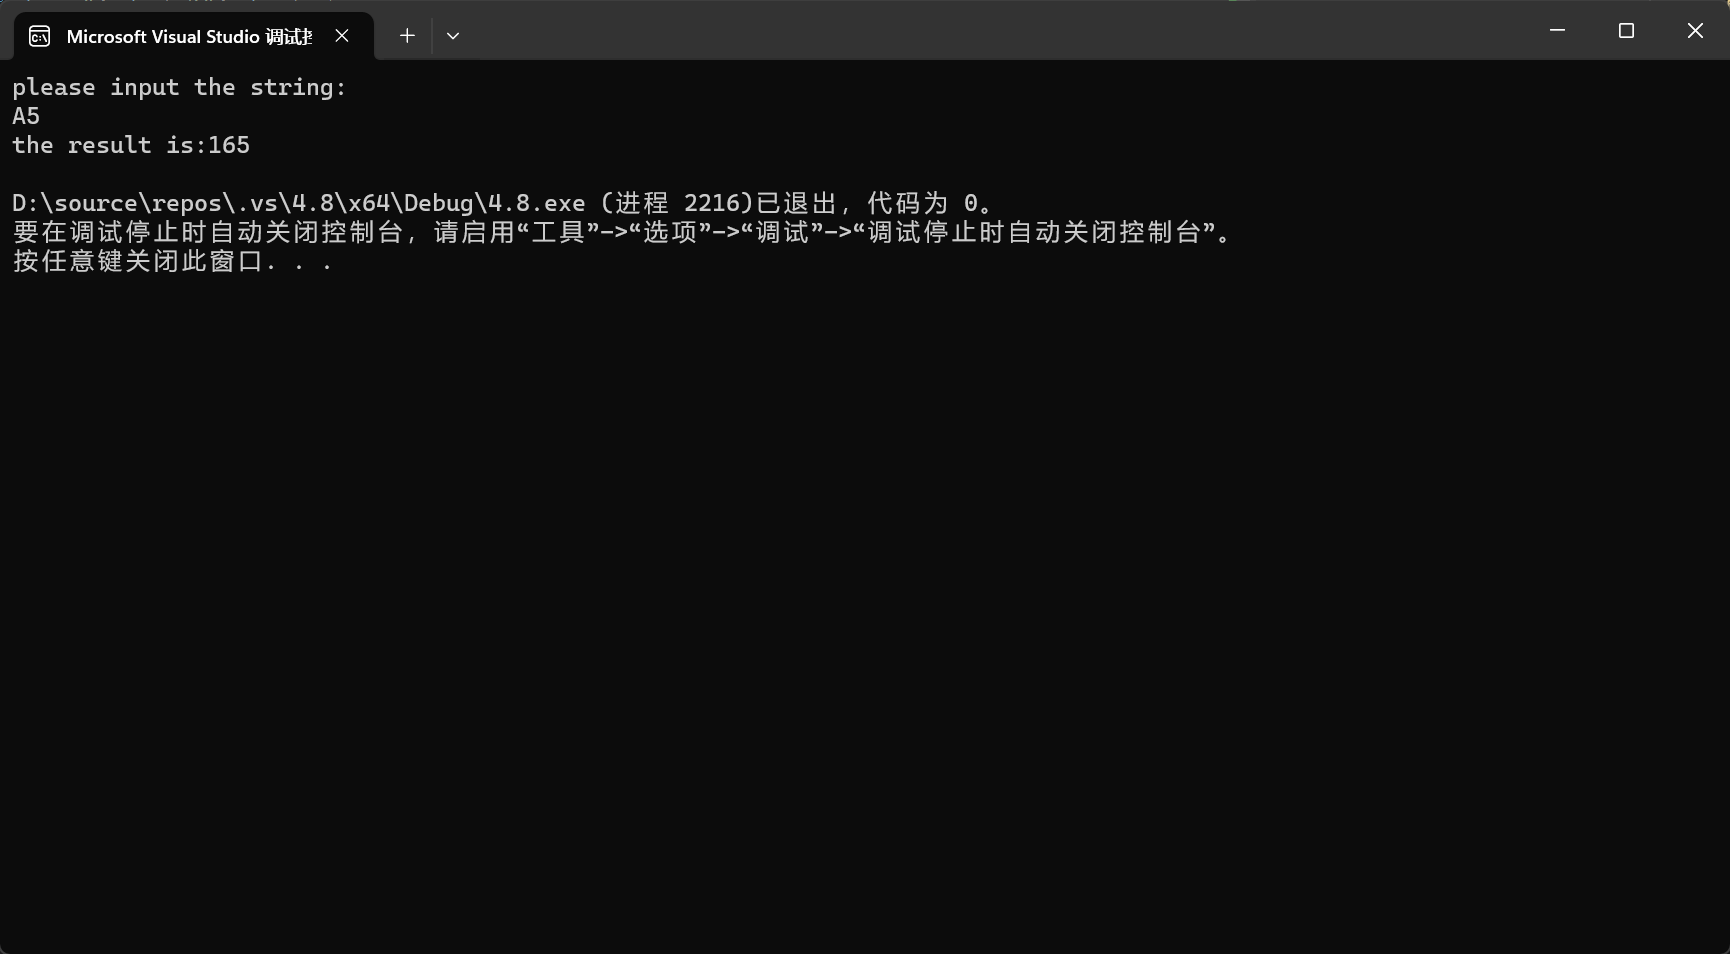 Microsoft Visual Studio 调试
please input the string:
A5
the result is:165
D:\source\repos\.vs\4.8\x64\Debug\4.8.exe (进程 2216)已退出，代码为 0。
要在调试停止时自动关闭控制台，请启用“工具”->“选项”->“调试”->“调试停止时自动关闭控制台”。
按任意键关闭此窗口. . .